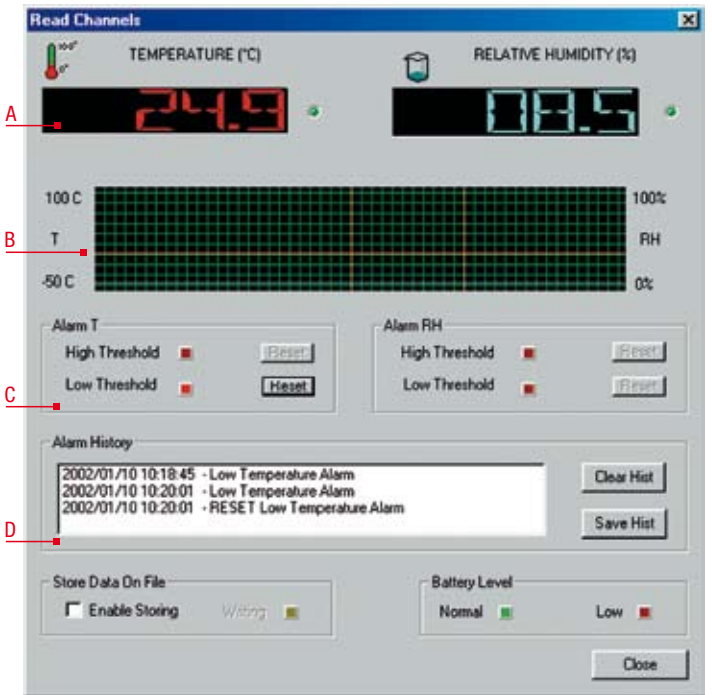 Read Channels
100°
0°
TEMPERATURE (°C)
RELATIVE HUMIDITY (%)
A
24.9
08.5
100 C
100%
B
T
RH
-50 C
0%
Alarm T
Alarm RH
High Threshold
Reset
High Threshold
Reset
Low Threshold
Reset
Low Threshold
Reset
C
Alarm History
2002/01/10 10:18:45 - Low Temperature Alarm
2002/01/10 10:20:01 - Low Temperature Alarm
2002/01/10 10:20:01 - RESET Low Temperature Alarm
Clear Hist
Save Hist
D
Store Data On File
Battery Level
Enable Storing
Writing
Normal
Low
Close